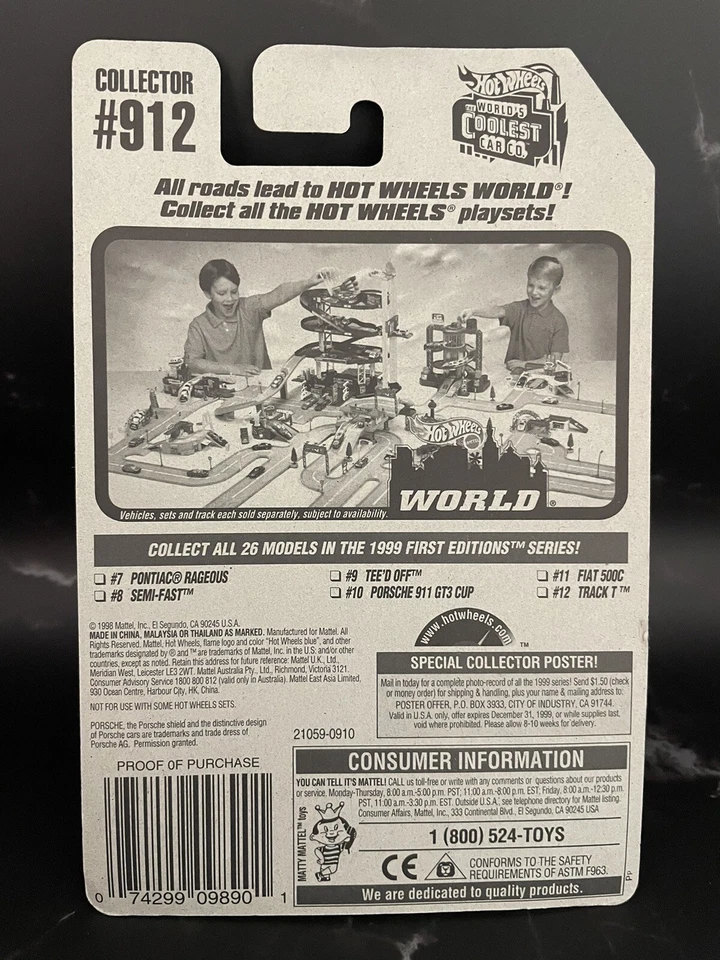 COLLECTOR
#912
HOT WHEELS
THE WORLD'S
COOLEST
CAR CO.™
All roads lead to HOT WHEELS WORLD®!
Collect all the HOT WHEELS® playsets!
HOT WHEELS
WORLD®
Vehicles, sets and track each sold separately, subject to availability.
COLLECT ALL 26 MODELS IN THE 1999 FIRST EDITIONS™ SERIES!
❏ #7 PONTIAC® RAGEOUS
❏ #8 SEMI-FAST™
❏ #9 TEE'D OFF™
❏ #10 PORSCHE 911 GT3 CUP
❏ #11 FIAT 500C
❏ #12 TRACK T™
© 1998 Mattel, Inc., El Segundo, CA 90245 U.S.A.
MADE IN CHINA, MALAYSIA OR THAILAND AS MARKED. Manufactured for Mattel. All
Rights Reserved. Mattel, Hot Wheels, flame logo and color "Hot Wheels blue", and other
trademarks designated by ® and ™ are trademarks of Mattel, Inc. in the U.S. and/or other
countries, except as noted. Retain this address for future reference: Mattel U.K., Ltd.,
Meridian West, Leicester LE3 2WT. Mattel Australia Pty., Ltd., Richmond, Victoria 3121.
Consumer Advisory Service 1800 800 812 (valid only in Australia). Mattel East Asia Limited,
930 Ocean Centre, Harbour City, HK, China.
NOT FOR USE WITH SOME HOT WHEELS SETS.
PORSCHE, the Porsche shield and the distinctive design
of Porsche cars are trademarks and trade dress of
Porsche AG. Permission granted.
21059-0910
www.hotwheels.com™
SPECIAL COLLECTOR POSTER!
Mail in today for a complete photo-record of all the 1999 series! Send $1.50 (check
or money order) for shipping & handling, plus your name & mailing address to:
POSTER OFFER, P.O. BOX 3933, CITY OF INDUSTRY, CA 91744.
Valid in U.S.A. only, offer expires December 31, 1999, or while supplies last,
void where prohibited. Please allow 8-10 weeks for delivery.
PROOF OF PURCHASE
0 74299 09890 1
CONSUMER INFORMATION
YOU CAN TELL IT'S MATTEL! CALL us toll-free or write with any comments or questions about our products
or service, Monday-Thursday, 8:00 a.m.-5:00 p.m. PST; 11:00 a.m.-8:00 p.m. EST; Friday, 8:00 a.m.-12:30 p.m.
PST, 11:00 a.m.-3:30 p.m. EST. Outside U.S.A., see telephone directory for Mattel listing.
Consumer Affairs, Mattel, Inc., 333 Continental Blvd., El Segundo, CA 90245 USA
MATTY MATTEL™ toys
1 (800) 524-TOYS
CE
CONFORMS TO THE SAFETY
REQUIREMENTS OF ASTM F963.
We are dedicated to quality products.
Pp